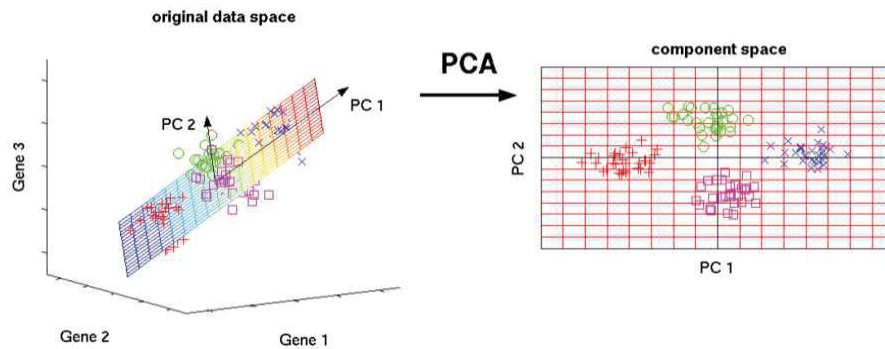 original data space
PCA
component space
PC 1
PC 2
Gene 3
Gene 2
Gene 1
PC 2
PC 1